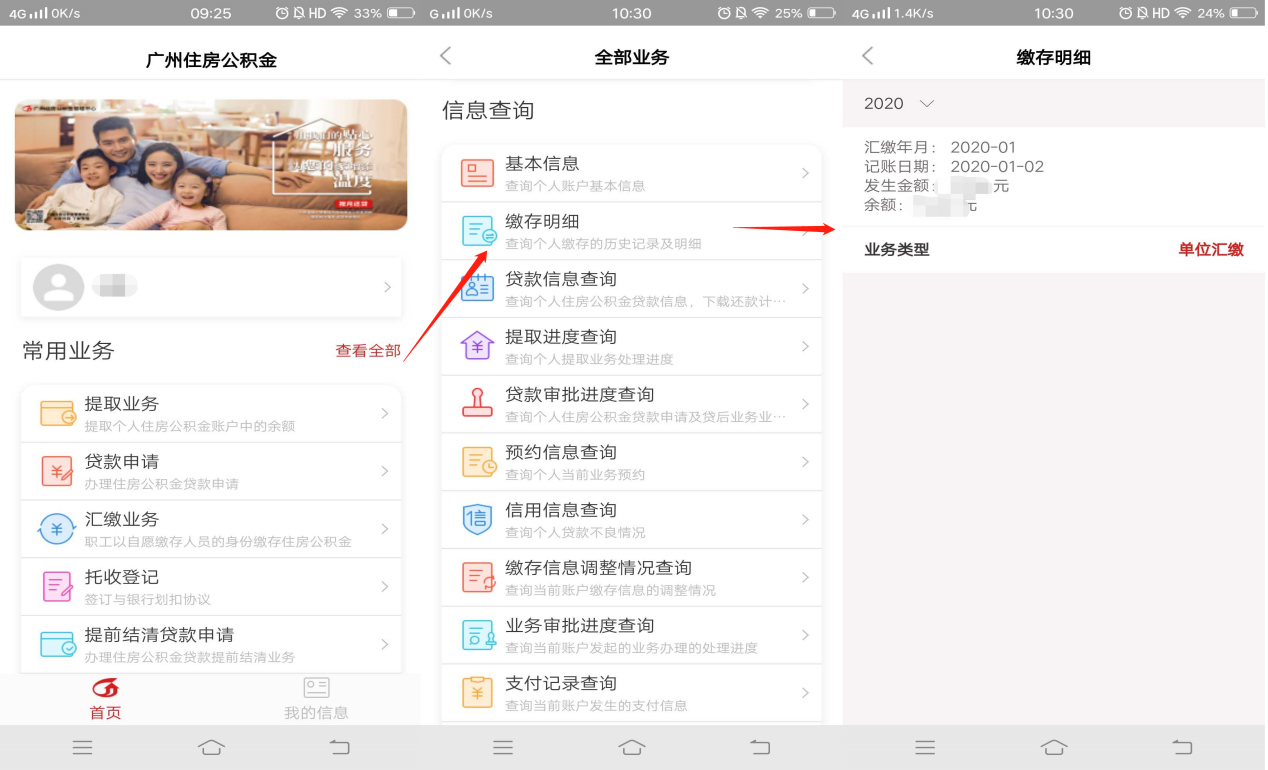 4G 0K/s 09:25 HD 33%
广州住房公积金
服务
温度
常用业务
查看全部
提取业务
提取个人住房公积金账户中的余额
贷款申请
办理住房公积金贷款申请
汇缴业务
职工以自愿缴存人员的身份缴存住房公积金
托收登记
签订与银行划扣协议
提前结清贷款申请
办理住房公积金贷款提前结清业务
首页
我的信息
G 0K/s 10:30 25%
全部业务
信息查询
基本信息
查询个人账户基本信息
缴存明细
查询个人缴存的历史记录及明细
贷款信息查询
查询个人住房公积金贷款信息，下载还款计…
提取进度查询
查询个人提取业务处理进度
贷款审批进度查询
查询个人住房公积金贷款申请及贷后业务业…
预约信息查询
查询个人当前业务预约
信用信息查询
查询个人贷款不良情况
缴存信息调整情况查询
查询当前账户缴存信息的调整情况
业务审批进度查询
查询当前账户发起的业务办理的处理进度
支付记录查询
查询当前账户发生的支付信息
4G 1.4K/s 10:30 HD 24%
缴存明细
2020
汇缴年月： 2020-01
记账日期： 2020-01-02
发生金额： 元
余额： 元
业务类型
单位汇缴